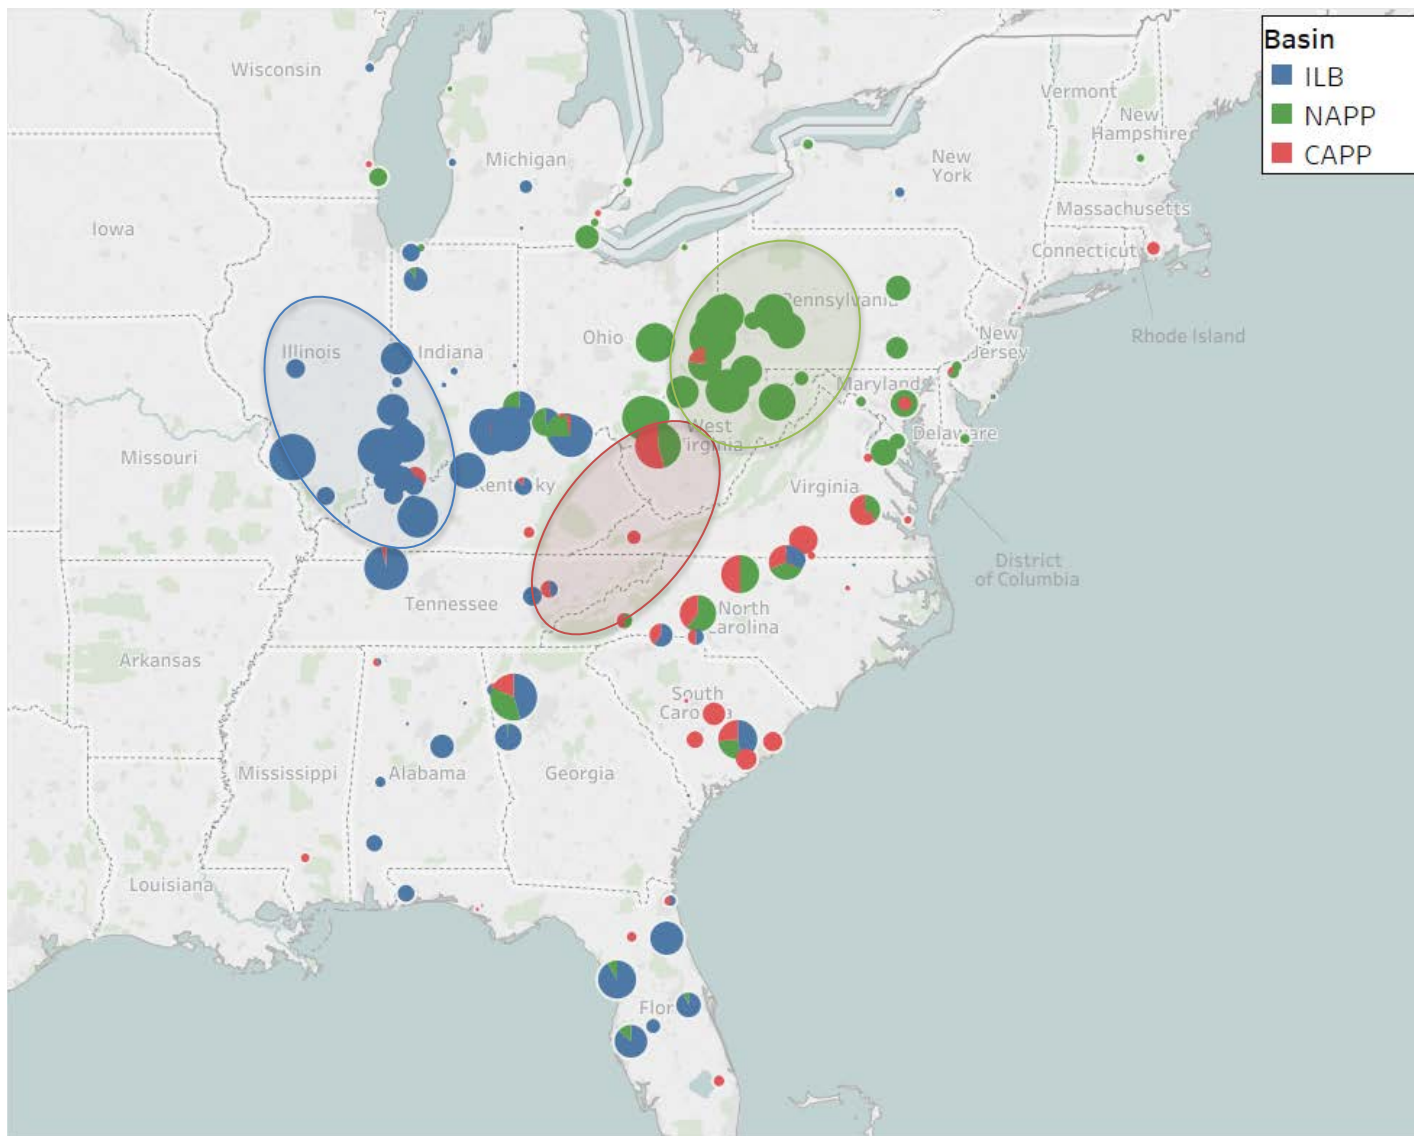 Basin
ILB
NAPP
CAPP
Wisconsin
Vermont
New
Hampshire
Michigan
New
York
Massachusetts
Iowa
Connecticut
Rhode Island
Illinois
Indiana
Ohio
Pennsylvania
New
Jersey
Maryland
Delaware
West
Virginia
Missouri
Kentucky
Virginia
District
of Columbia
Tennessee
North
Carolina
Arkansas
South
Carolina
Mississippi
Alabama
Georgia
Louisiana
Flor